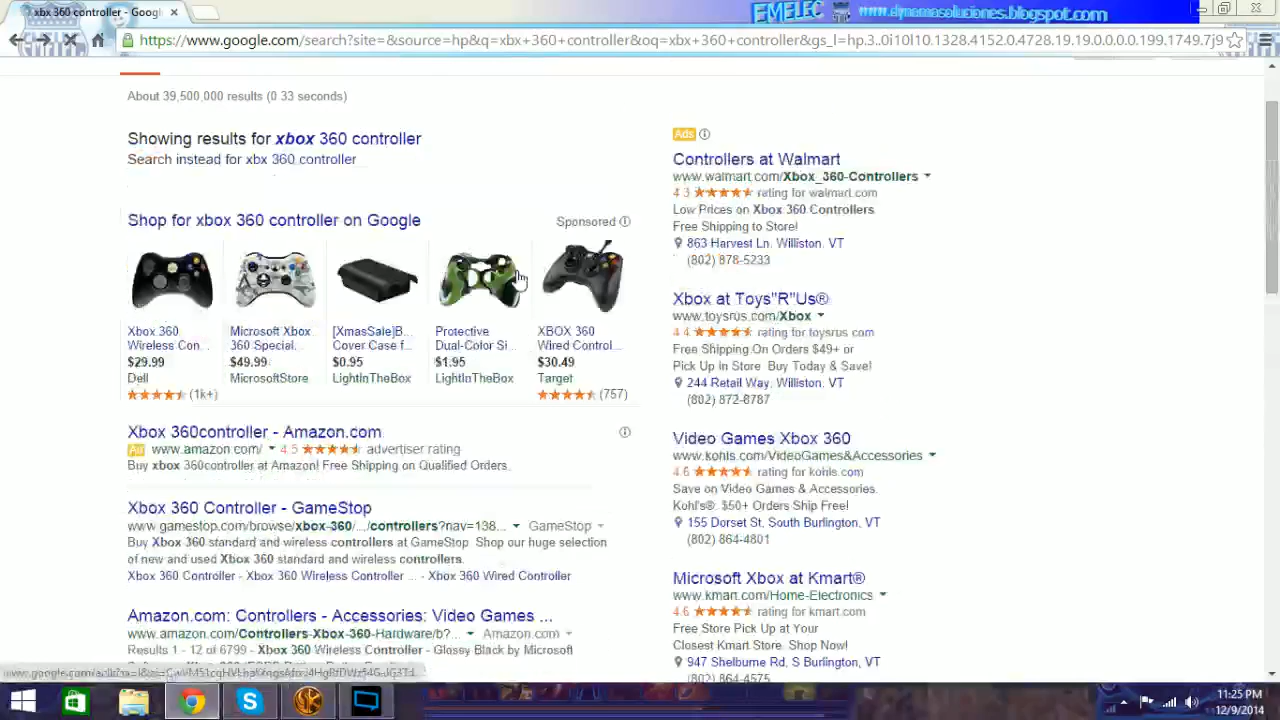 xbx 360 controller - Googl
EMELEC
www.dynamosoluciones.blogspot.com
https://www.google.com/search?site=&source=hp&q=xbx+360+controller&oq=xbx+360+controller&gs_l=hp.3..0i10l10.1328.4152.0.4728.19.19.0.0.0.0.199.1749.7j9
About 39,500,000 results (0.33 seconds)
Showing results for xbox 360 controller
Search instead for xbx 360 controller
Shop for xbox 360 controller on Google
Sponsored
Xbox 360 Wireless Con...
$29.99
Dell
(1k+)
Microsoft Xbox 360 Special...
$49.99
MicrosoftStore
[XmasSale]B... Cover Case f...
$0.95
LightInTheBox
Protective Dual-Color Si...
$1.95
LightInTheBox
XBOX 360 Wired Control...
$30.49
Target
(757)
Xbox 360controller - Amazon.com
Ad www.amazon.com/ 4.5 advertiser rating
Buy xbox 360controller at Amazon! Free Shipping on Qualified Orders.
Xbox 360 Controller - GameStop
www.gamestop.com/browse/xbox-360/.../controllers?nav=138... GameStop
Buy Xbox 360 standard and wireless controllers at GameStop. Shop our huge selection
of new and used Xbox 360 standard and wireless controllers.
Xbox 360 Controller - Xbox 360 Wireless Controller ... - Xbox 360 Wired Controller
Amazon.com: Controllers - Accessories: Video Games ...
www.amazon.com/Controllers-Xbox-360-Hardware/b?... Amazon.com
Results 1 - 12 of 6799 - Xbox 360 Wireless Controller - Glossy Black by Microsoft
Ads
Controllers at Walmart
www.walmart.com/Xbox_360-Controllers
4.3 rating for walmart.com
Low Prices on Xbox 360 Controllers
Free Shipping to Store!
863 Harvest Ln, Williston, VT
(802) 878-5233
Xbox at Toys"R"Us®
www.toysrus.com/Xbox
4.4 rating for toysrus.com
Free Shipping On Orders $49+ or
Pick Up In Store. Buy Today & Save!
244 Retail Way, Williston, VT
(802) 872-8787
Video Games Xbox 360
www.kohls.com/VideoGames&Accessories
4.6 rating for kohls.com
Save on Video Games & Accessories.
Kohl's®. $50+ Orders Ship Free!
155 Dorset St, South Burlington, VT
(802) 864-4801
Microsoft Xbox at Kmart®
www.kmart.com/Home-Electronics
4.6 rating for kmart.com
Free Store Pick Up at Your
Closest Kmart Store. Shop Now!
947 Shelburne Rd, S Burlington, VT
(802) 864-4575
11:25 PM
12/9/2014